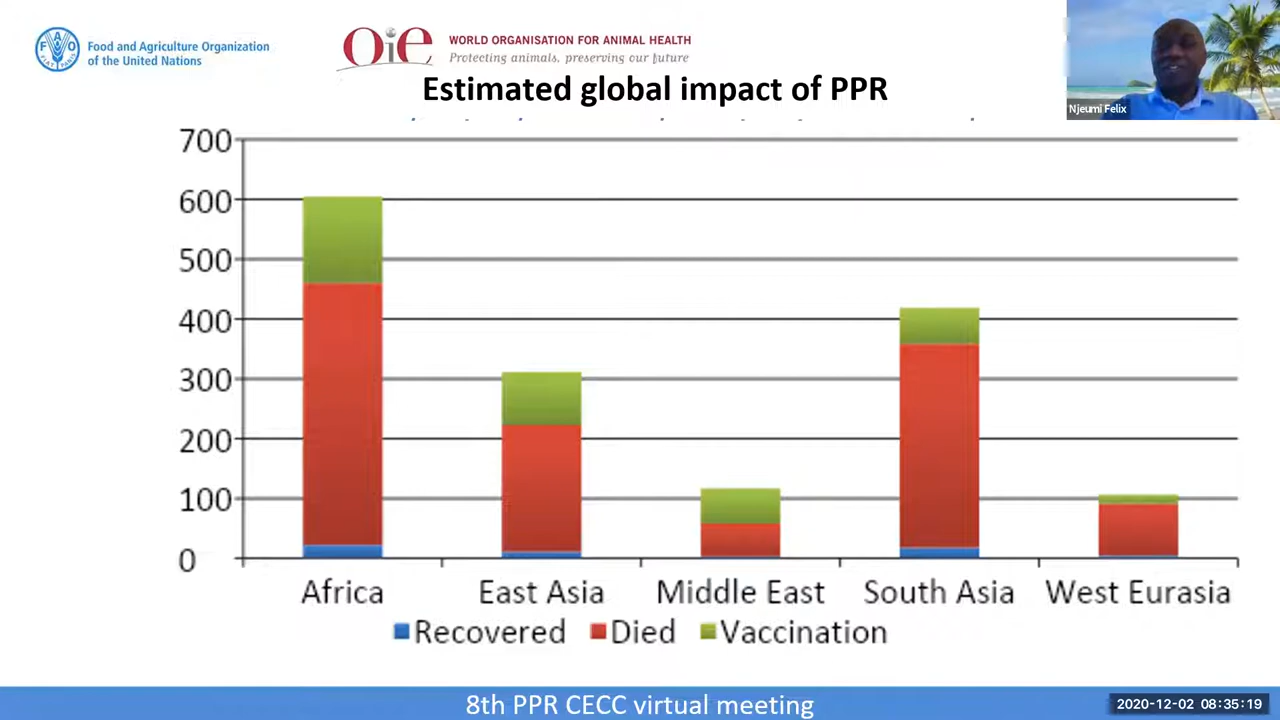 Food and Agriculture Organization
of the United Nations
FAO
FIAT PANIS
Oie
WORLD ORGANISATION FOR ANIMAL HEALTH
Protecting animals, preserving our future
Estimated global impact of PPR
Njeumi Felix
700
600
500
400
300
200
100
0
Africa East Asia Middle East South Asia West Eurasia
Recovered Died Vaccination
8th PPR CECC virtual meeting
2020-12-02 08:35:19